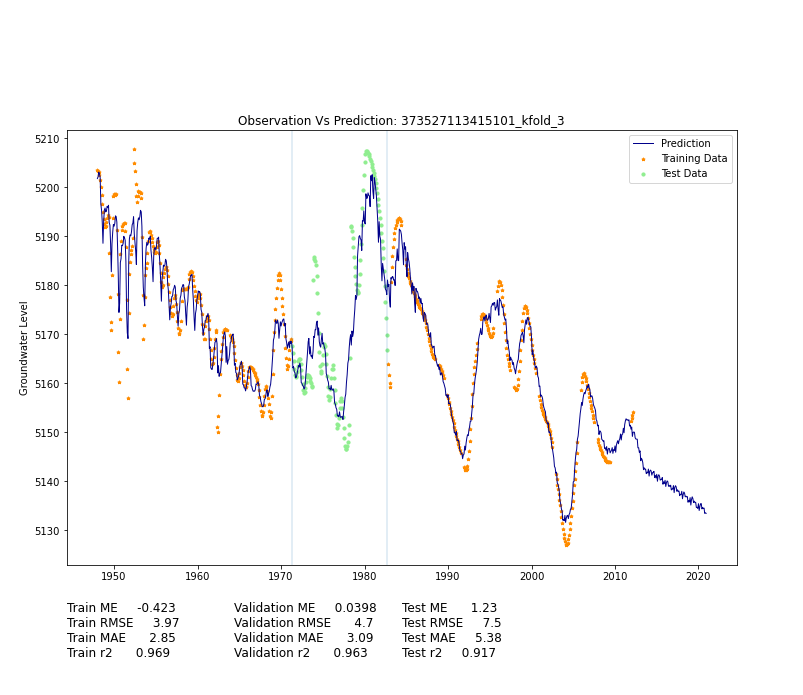 Observation Vs Prediction: 373527113415101_kfold_3
Prediction
Training Data
Test Data
Groundwater Level
5210
5200
5190
5180
5170
5160
5150
5140
5130
1950 1960 1970 1980 1990 2000 2010 2020
Train ME -0.423 Validation ME 0.0398 Test ME 1.23
Train RMSE 3.97 Validation RMSE 4.7 Test RMSE 7.5
Train MAE 2.85 Validation MAE 3.09 Test MAE 5.38
Train r2 0.969 Validation r2 0.963 Test r2 0.917